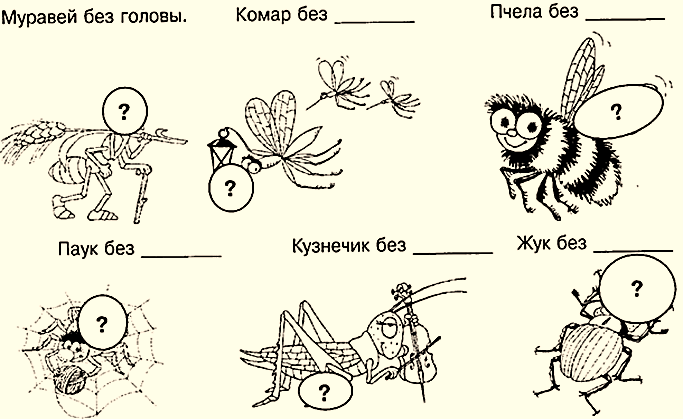 Муравей без головы.
Комар без ________
Пчела без ________
?
?
?
Паук без ________
Кузнечик без ________
Жук без ________
?
?
?